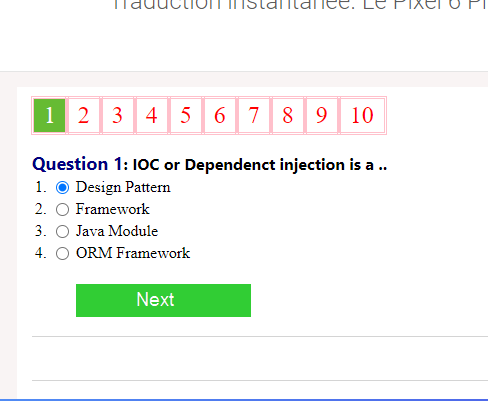 Traduction instantanée. Le Pixel 6 P
1 2 3 4 5 6 7 8 9 10
Question 1: IOC or Dependenct injection is a ..
1. Design Pattern
2. Framework
3. Java Module
4. ORM Framework
Next